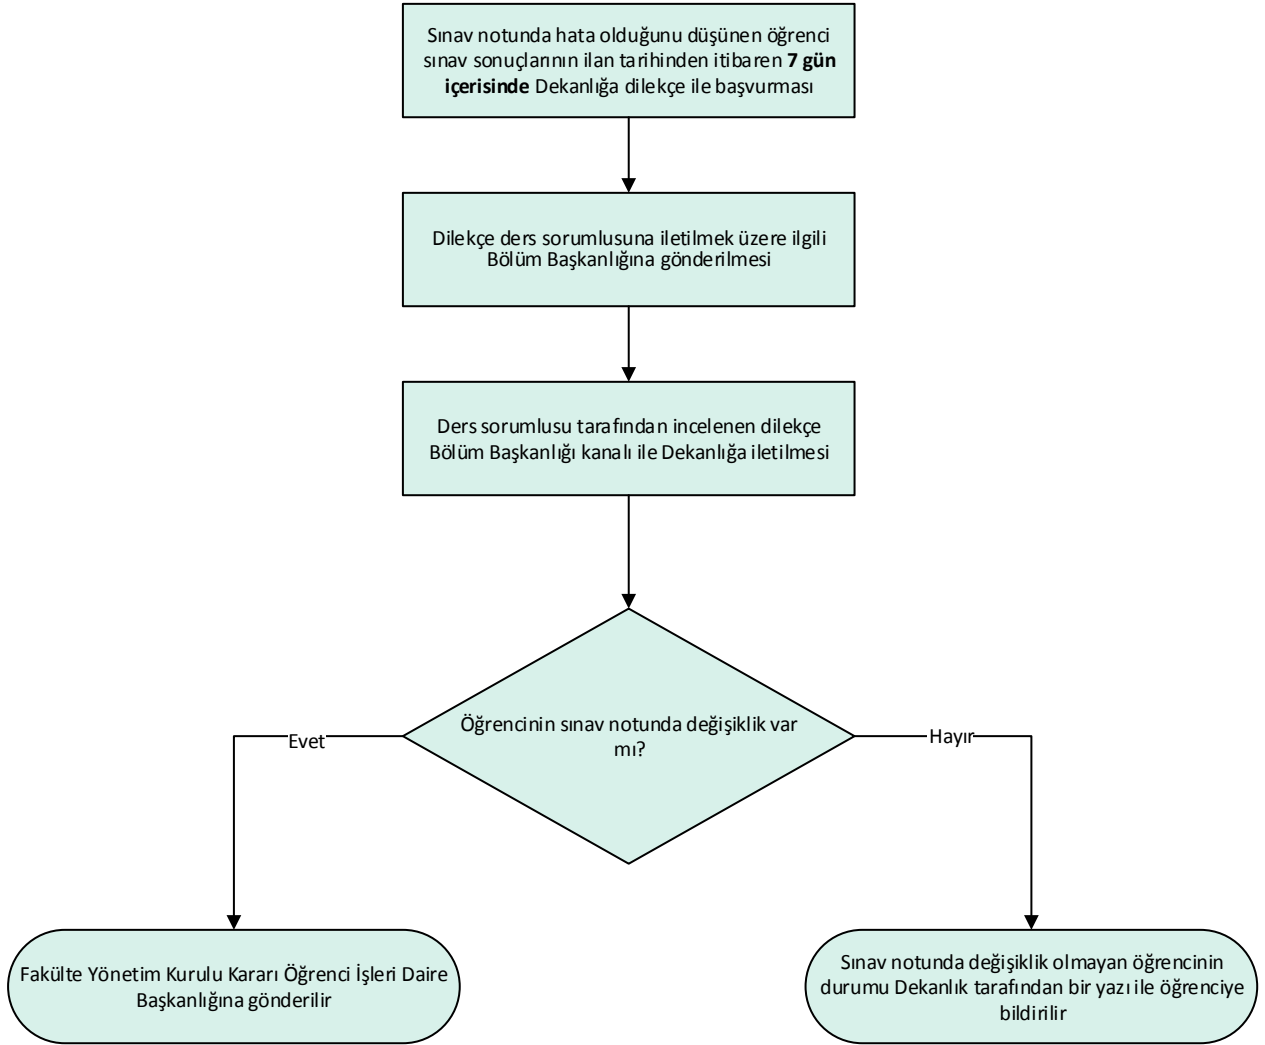 Sınav notunda hata olduğunu düşünen öğrenci
sınav sonuçlarının ilan tarihinden itibaren 7 gün
içerisinde Dekanlığa dilekçe ile başvurması
Dilekçe ders sorumlusuna iletilmek üzere ilgili
Bölüm Başkanlığına gönderilmesi
Ders sorumlusu tarafından incelenen dilekçe
Bölüm Başkanlığı kanalı ile Dekanlığa iletilmesi
Öğrencinin sınav notunda değişiklik var
mı?
Evet
Hayır
Fakülte Yönetim Kurulu Kararı Öğrenci İşleri Daire
Başkanlığına gönderilir
Sınav notunda değişiklik olmayan öğrencinin
durumu Dekanlık tarafından bir yazı ile öğrenciye
bildirilir